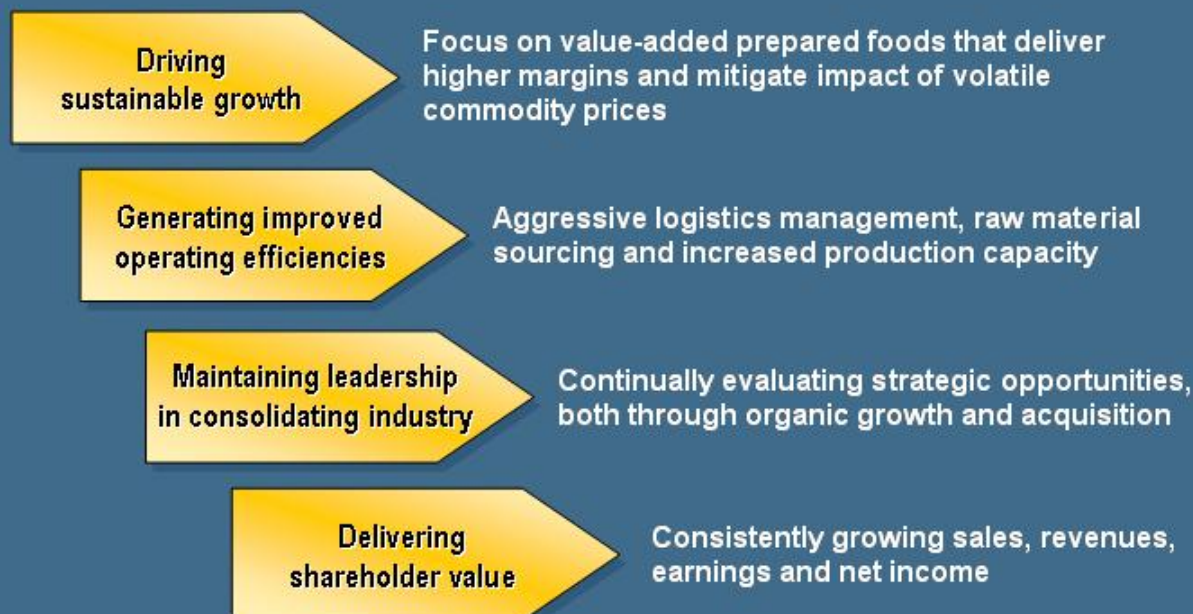 Driving
sustainable growth
Focus on value-added prepared foods that deliver
higher margins and mitigate impact of volatile
commodity prices
Generating improved
operating efficiencies
Aggressive logistics management, raw material
sourcing and increased production capacity
Maintaining leadership
in consolidating industry
Continually evaluating strategic opportunities,
both through organic growth and acquisition
Delivering
shareholder value
Consistently growing sales, revenues,
earnings and net income